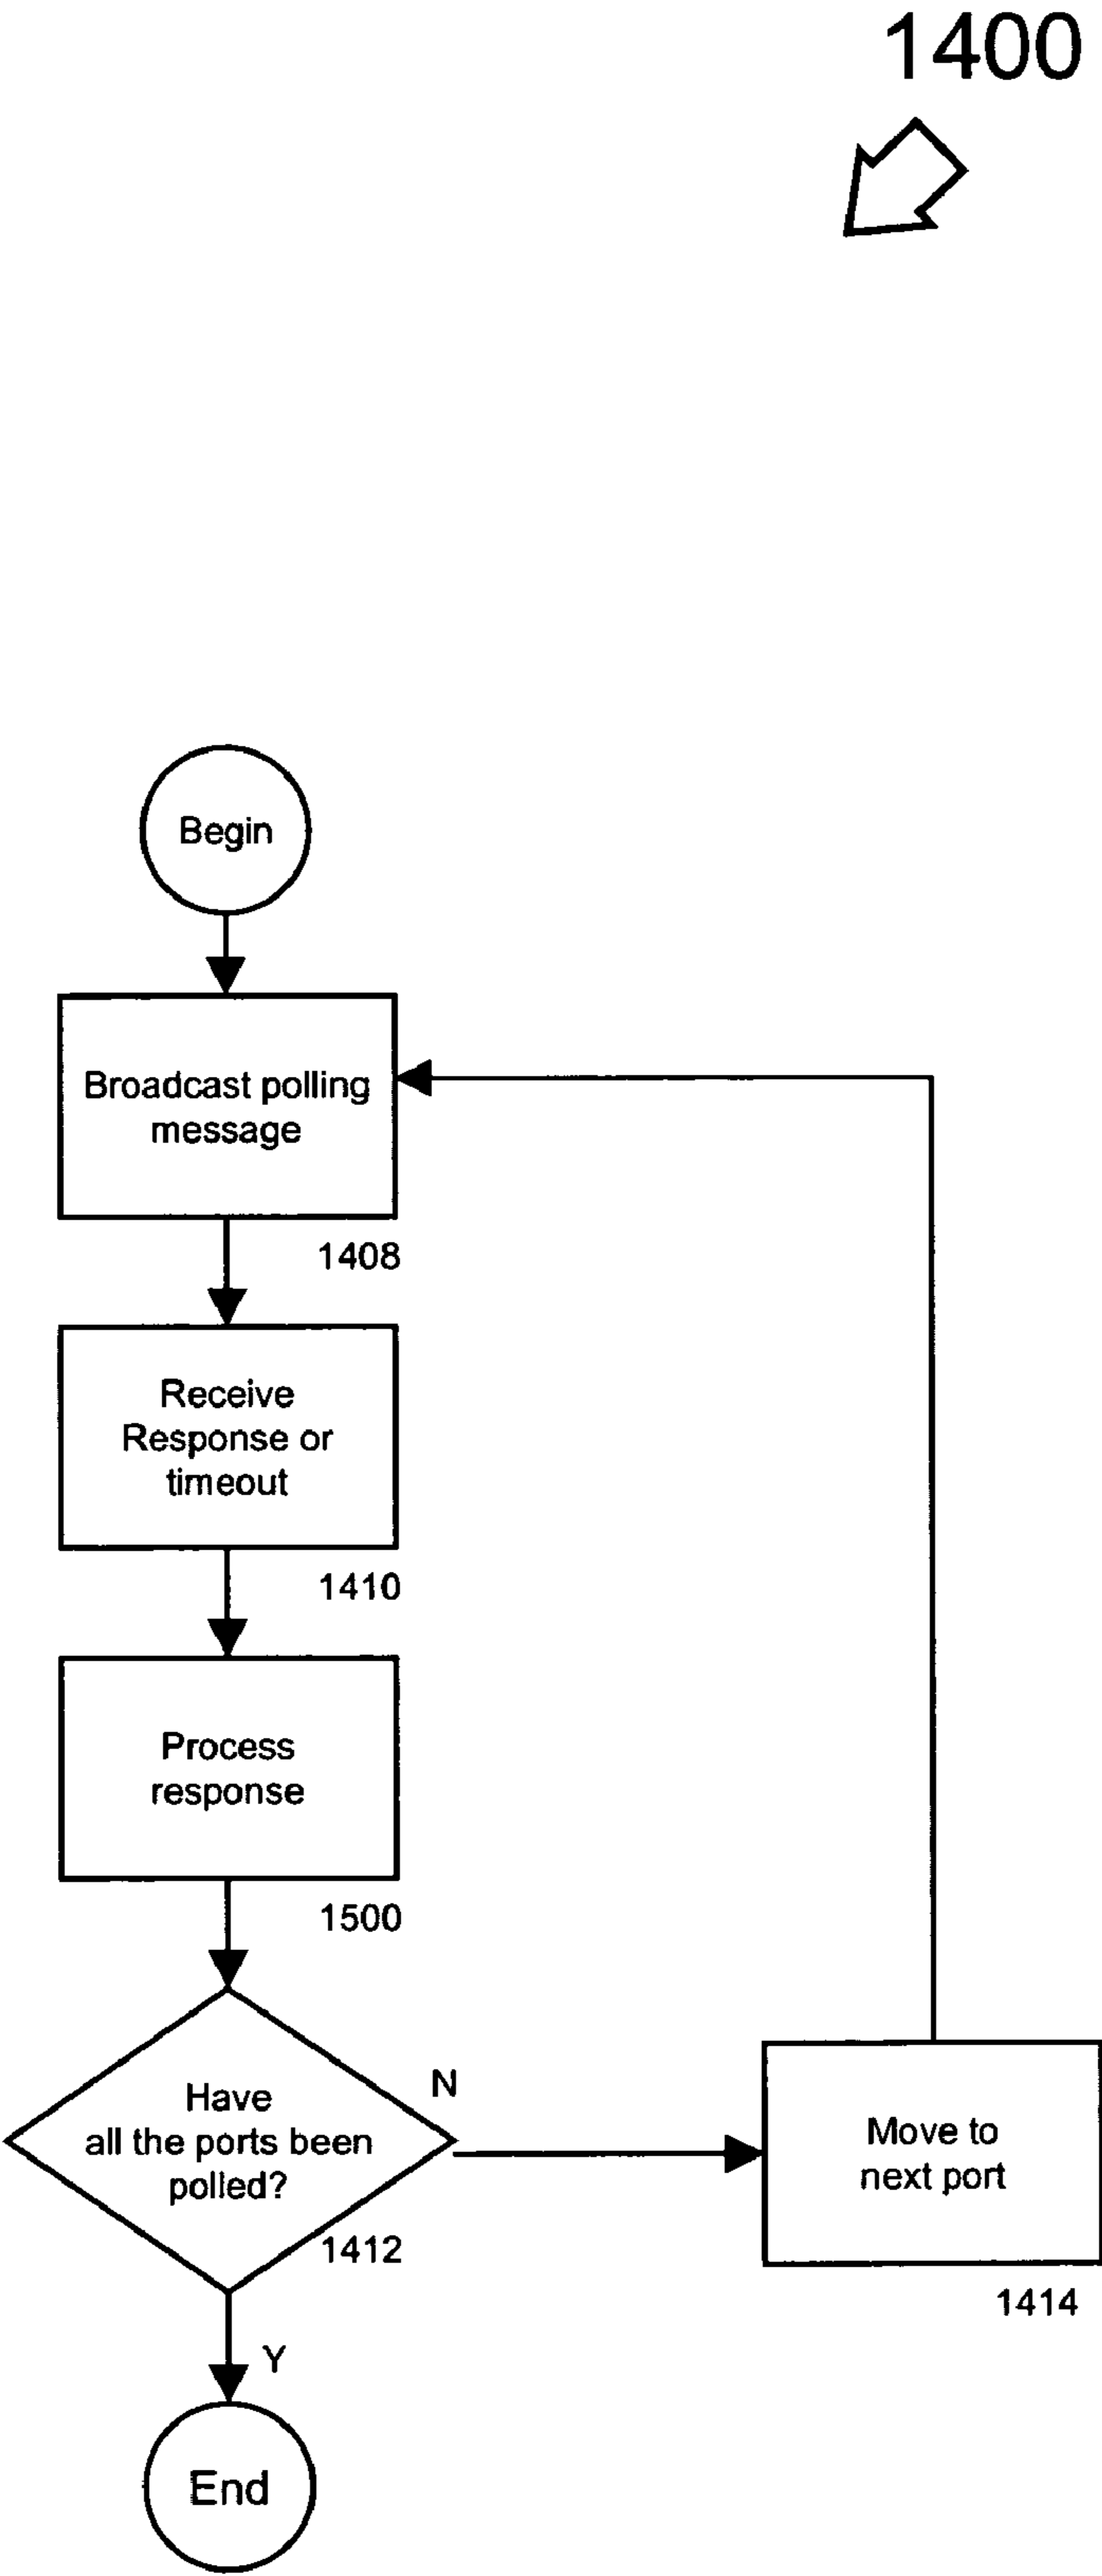 1400
Begin
Broadcast polling
message
1408
Receive
Response or
timeout
1410
Process
response
1500
Have
all the ports been
polled?
N
1412
Move to
next port
1414
Y
End